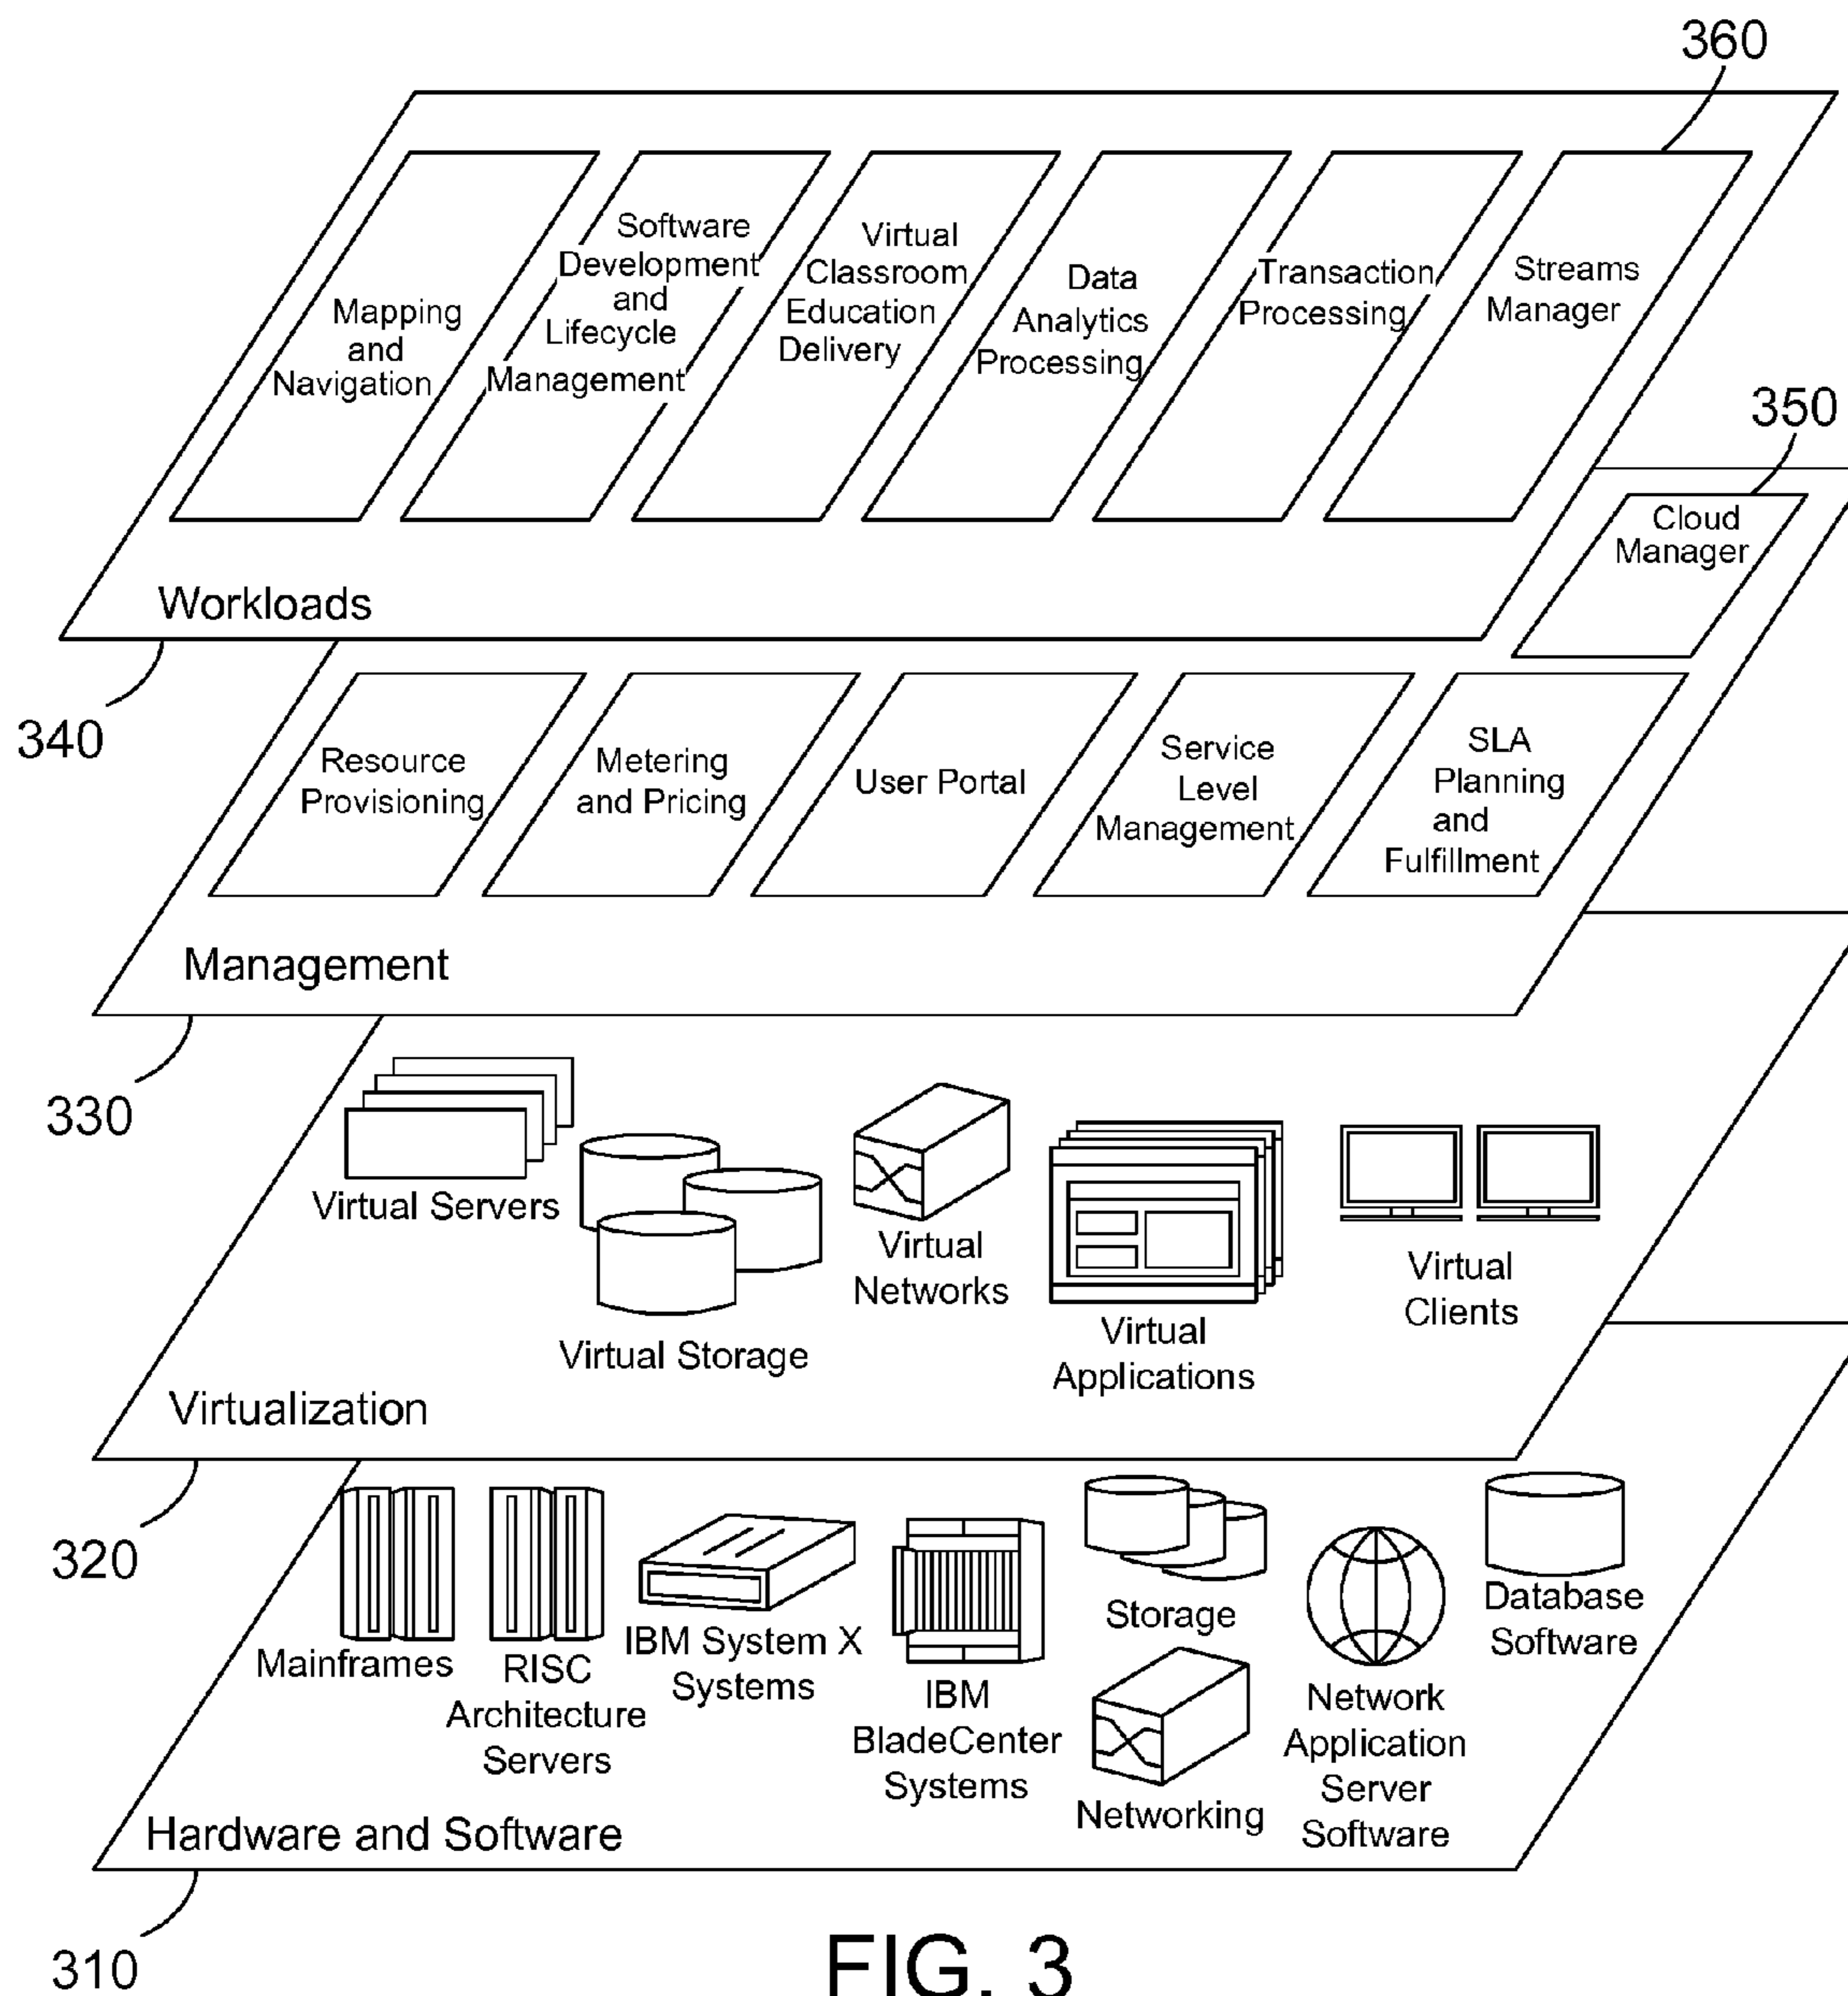 360
Mapping
and
Navigation
Software
Development
and
Lifecycle
Management
Virtual
Classroom
Education
Delivery
Data
Analytics
Processing
Transaction
Processing
Streams
Manager
350
Cloud
Manager
Workloads
340
Resource
Provisioning
Metering
and Pricing
User Portal
Service
Level
Management
SLA
Planning
and
Fulfillment
Management
330
Virtual Servers
Virtual Storage
Virtual
Networks
Virtual
Applications
Virtual
Clients
Virtualization
320
Mainframes
RISC
Architecture
Servers
IBM System X
Systems
IBM
BladeCenter
Systems
Storage
Networking
Network
Application
Server
Software
Database
Software
Hardware and Software
310
FIG. 3